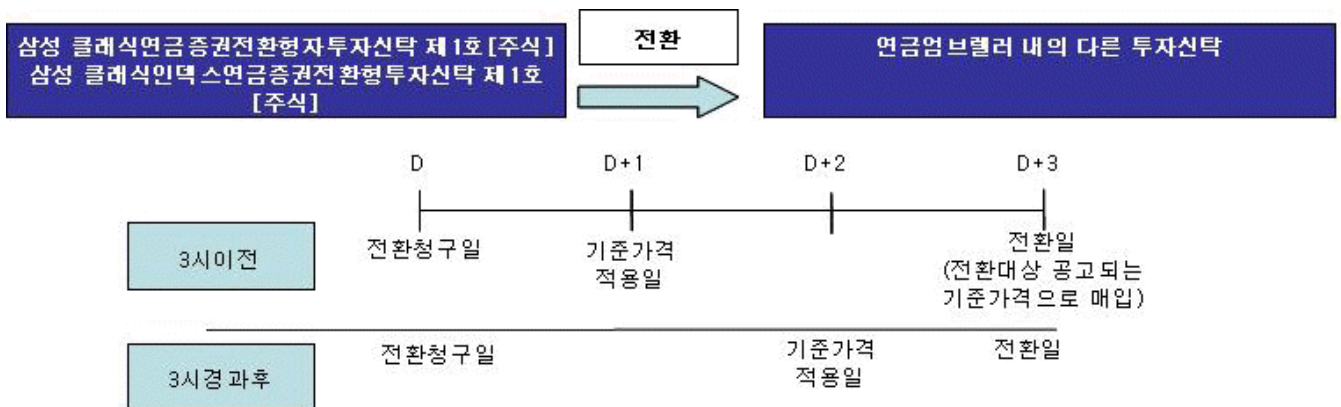 삼성 클래식연금증권전환형자투자신탁 제1호[주식]
삼성 클래식인덱스연금증권전환형투자신탁 제1호
[주식]
전환
연금엄브렐러 내의 다른 투자신탁
D
D+1
D+2
D+3
3시이전
전환청구일
기준가격
적용일
전환일
(전환대상 공고되는
기준가격으로 매입)
3시경과후
전환청구일
기준가격
적용일
전환일